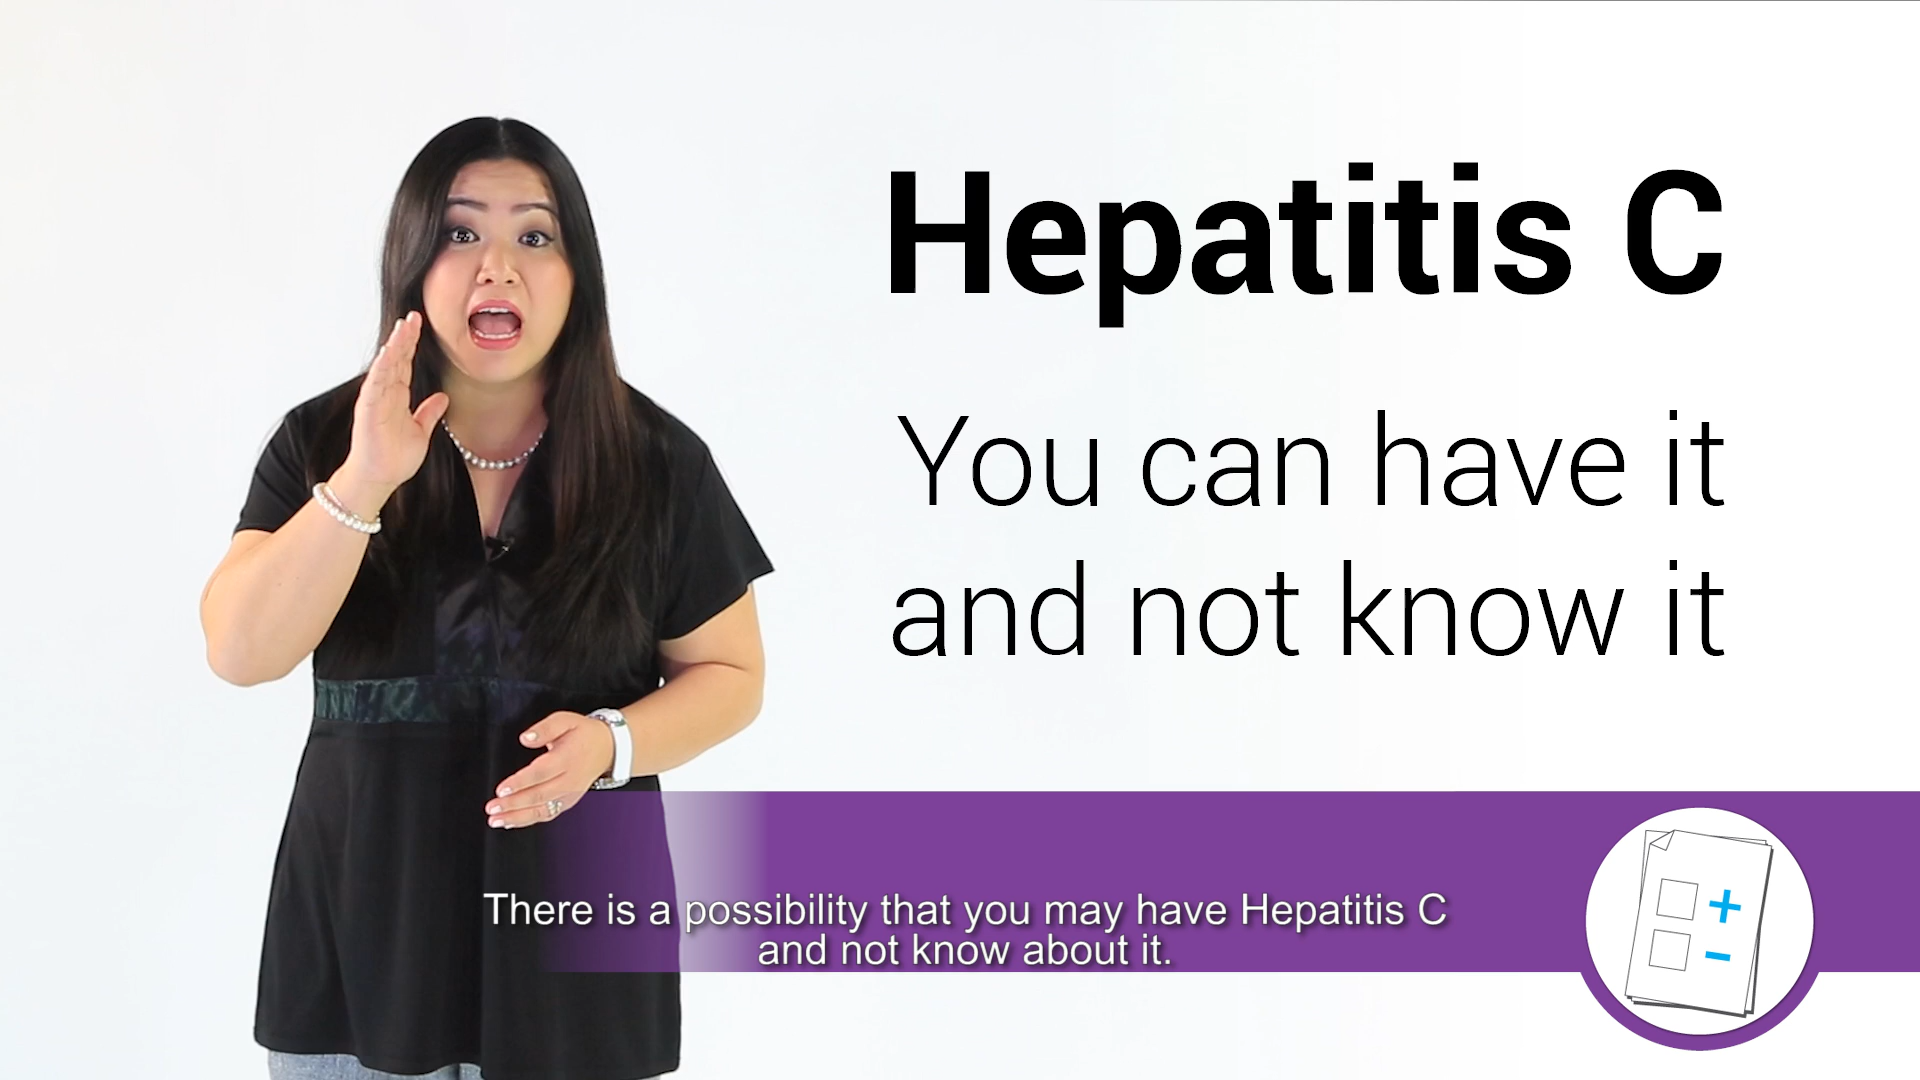 Hepatitis C
You can have it
and not know it
There is a possibility that you may have Hepatitis C
and not know about it.
+
-